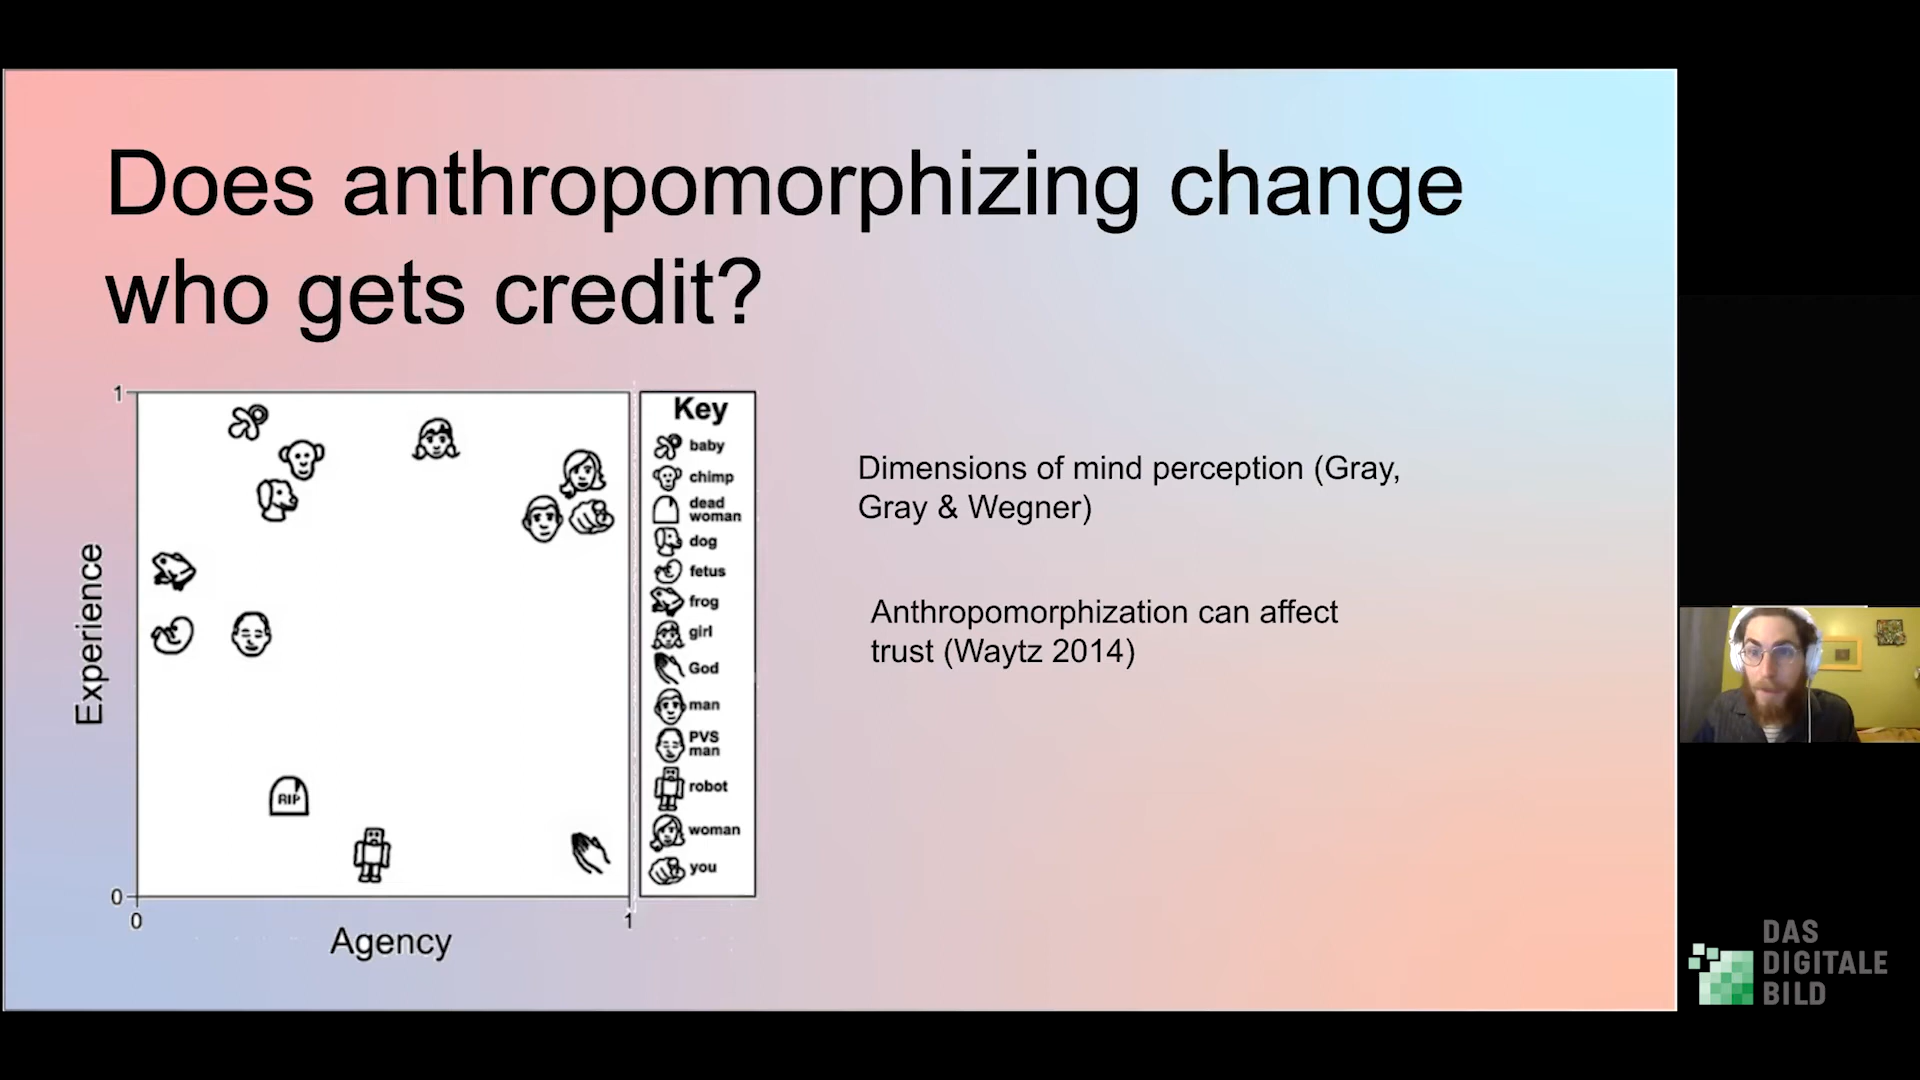 Does anthropomorphizing change
who gets credit?
1
Experience
RIP
0
0
1
Agency
Key
baby
chimp
dead
woman
dog
fetus
frog
girl
God
man
PVS
man
robot
woman
you
Dimensions of mind perception (Gray,
Gray & Wegner)
Anthropomorphization can affect
trust (Waytz 2014)
DAS
DIGITALE
BILD